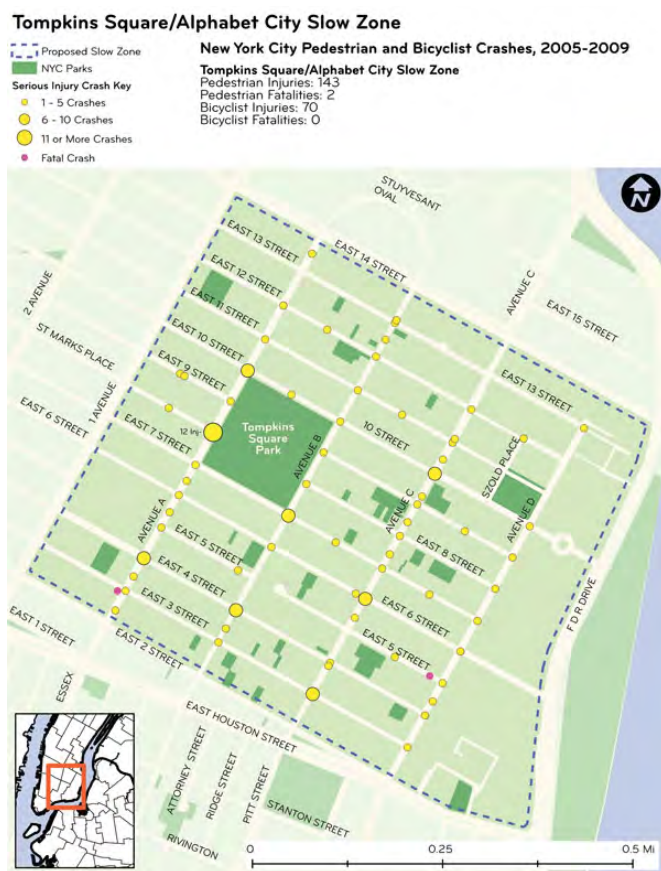 Tompkins Square/Alphabet City Slow Zone
Proposed Slow Zone
NYC Parks
Serious Injury Crash Key
1 - 5 Crashes
6 - 10 Crashes
11 or More Crashes
Fatal Crash
New York City Pedestrian and Bicyclist Crashes, 2005-2009
Tompkins Square/Alphabet City Slow Zone
Pedestrian Injuries: 143
Pedestrian Fatalities: 2
Bicyclist Injuries: 70
Bicyclist Fatalities: 0
STUYVESANT
OVAL
N
EAST 13 STREET
EAST 14 STREET
EAST 12 STREET
AVENUE C
2 AVENUE
EAST 11 STREET
EAST 15 STREET
EAST 10 STREET
ST MARKS PLACE
EAST 9 STREET
EAST 13 STREET
1 AVENUE
EAST 6 STREET
EAST 7 STREET
12 Inj.
Tompkins
Square
Park
AVENUE B
10 STREET
SZOLD PLACE
AVENUE A
AVENUE C
AVENUE D
EAST 5 STREET
EAST 8 STREET
EAST 4 STREET
EAST 3 STREET
EAST 6 STREET
F D R DRIVE
EAST 1 STREET
EAST 2 STREET
EAST 5 STREET
ESSEX
EAST HOUSTON STREET
ATTORNEY STREET
RIDGE STREET
PITT STREET
STANTON STREET
RIVINGTON
0
0.25
0.5 Mi